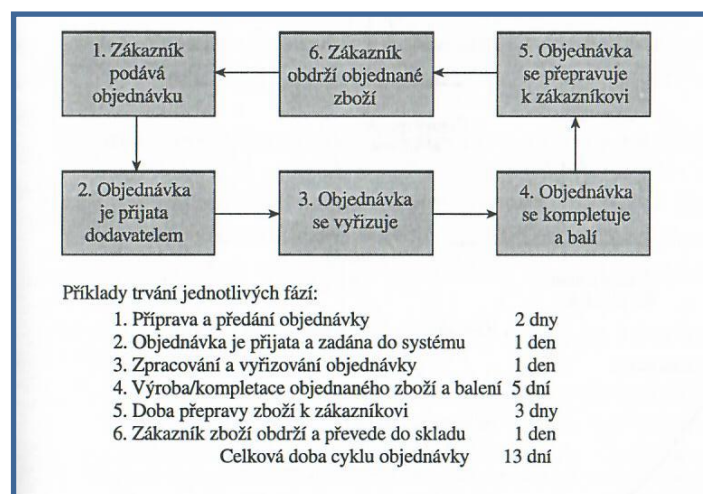 1. Zákazník
podává
objednávku
2. Objednávka
je přijata
dodavatelem
3. Objednávka
se vyřizuje
4. Objednávka
se kompletuje
a balí
5. Objednávka
se přepravuje
k zákazníkovi
6. Zákazník
obdrží objednané
zboží
Příklady trvání jednotlivých fází:
1. Příprava a předání objednávky 2 dny
2. Objednávka je přijata a zadána do systému 1 den
3. Zpracování a vyřizování objednávky 1 den
4. Výroba/kompletace objednaného zboží a balení 5 dní
5. Doba přepravy zboží k zákazníkovi 3 dny
6. Zákazník zboží obdrží a převede do skladu 1 den
Celková doba cyklu objednávky 13 dní